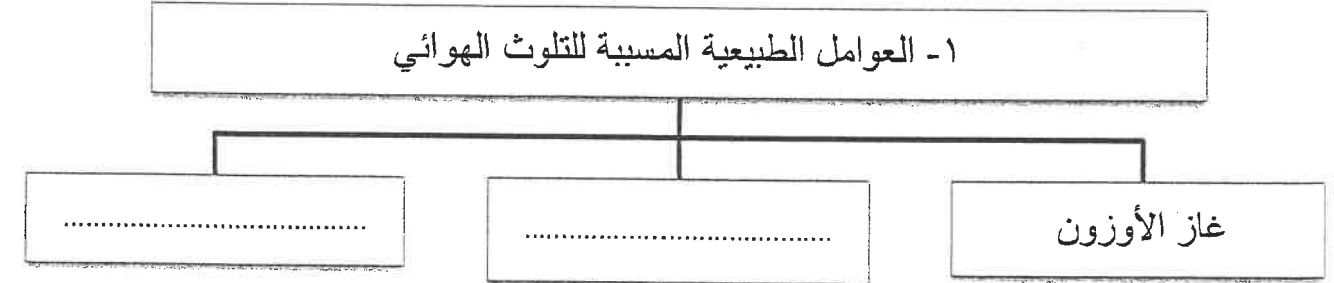 ١- العوامل الطبيعية المسببة للتلوث الهوائي
غاز الأوزون
....................................
....................................